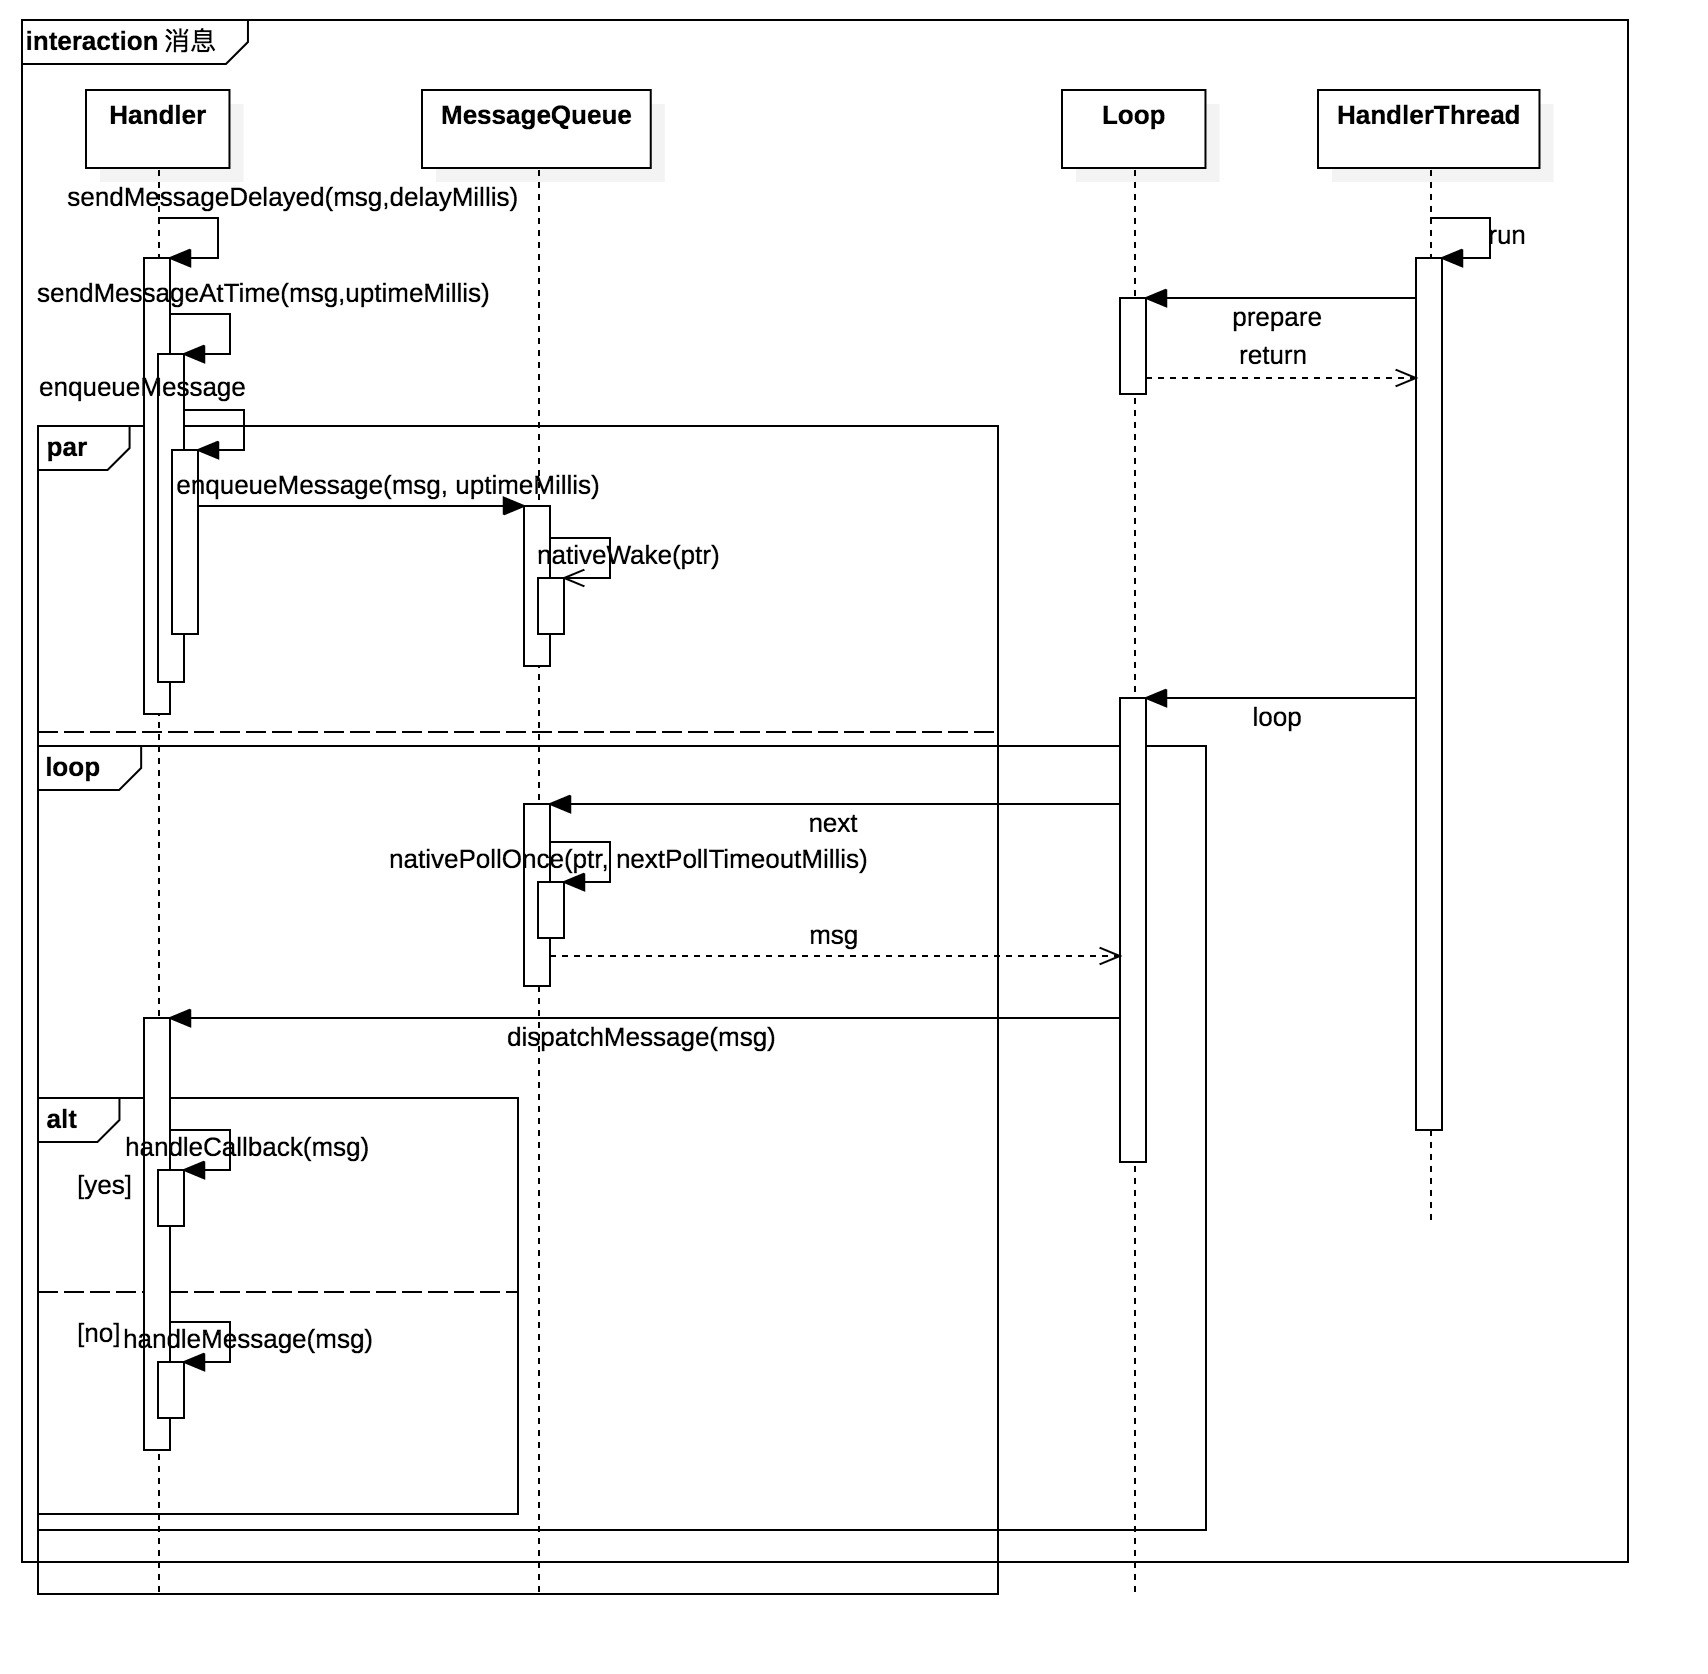 interaction 消息
Handler
MessageQueue
Loop
HandlerThread
sendMessageDelayed(msg,delayMillis)
run
sendMessageAtTime(msg,uptimeMillis)
prepare
return
enqueueMessage
par
enqueueMessage(msg, uptimeMillis)
nativeWake(ptr)
loop
loop
next
nativePollOnce(ptr, nextPollTimeoutMillis)
msg
dispatchMessage(msg)
alt
handleCallback(msg)
[yes]
[no]
handleMessage(msg)